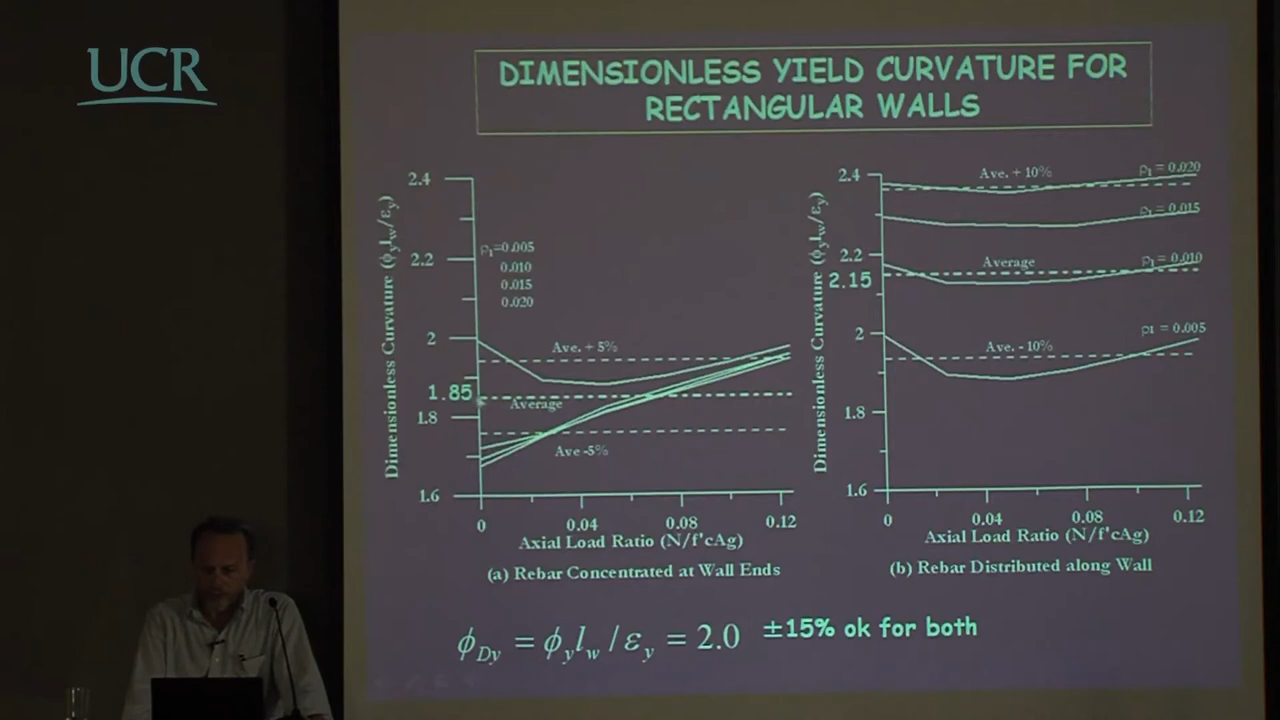 UCR
DIMENSIONLESS YIELD CURVATURE FOR
RECTANGULAR WALLS
Dimensionless Curvature (ϕylw/εy)
2.4
2.2
2
1.85
1.8
1.6
ρl=0.005
0.010
0.015
0.020
Ave. + 5%
Average
Ave -5%
0 0.04 0.08 0.12
Axial Load Ratio (N/f'cAg)
(a) Rebar Concentrated at Wall Ends
Dimensionless Curvature (ϕylw/εy)
2.4
2.2
2.15
2
1.8
1.6
Ave. + 10%
ρl = 0.020
ρl = 0.015
Average
ρl = 0.010
Ave. - 10%
ρl = 0.005
0 0.04 0.08 0.12
Axial Load Ratio (N/f'cAg)
(b) Rebar Distributed along Wall
ϕDy = ϕylw / εy = 2.0 ±15% ok for both